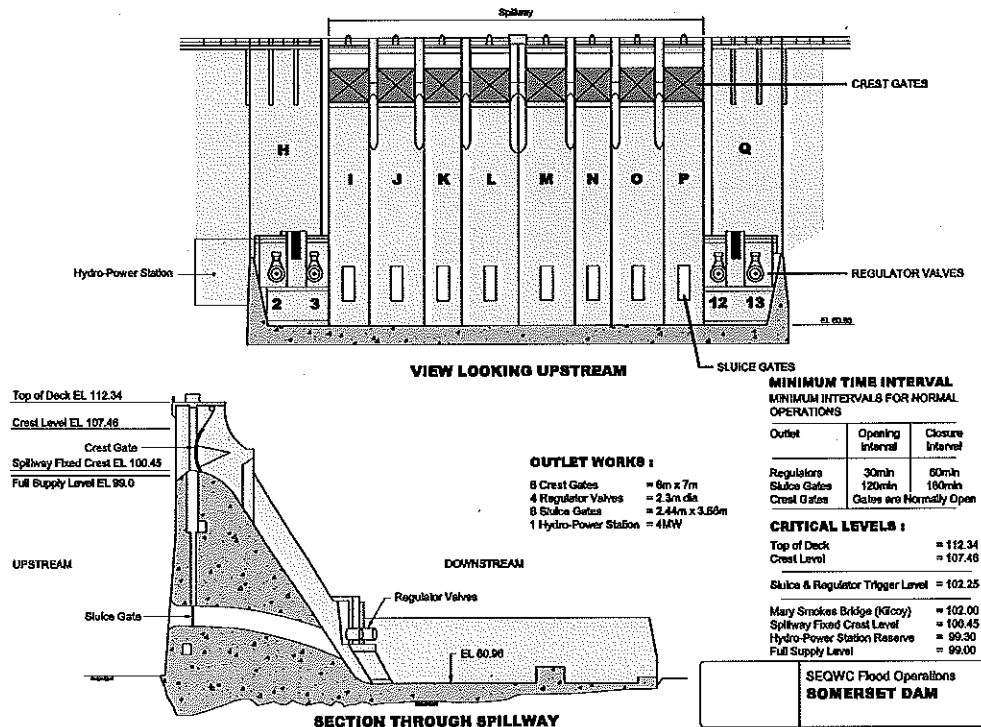 Spillway
CREST GATES
H
Q
I J K L M N O P
Hydro-Power Station
REGULATOR VALVES
2 3
12 13
EL 60.96
SLUICE GATES
VIEW LOOKING UPSTREAM
Top of Deck EL 112.34
Crest Level EL 107.46
Crest Gate
Spillway Fixed Crest EL 100.45
Full Supply Level EL 99.0
UPSTREAM
DOWNSTREAM
Sluice Gate
Regulator Valves
EL 60.96
SECTION THROUGH SPILLWAY
OUTLET WORKS :
8 Crest Gates = 8m x 7m
4 Regulator Valves = 2.3m dia
8 Sluice Gates = 2.44m x 3.66m
1 Hydro-Power Station = 4MW
MINIMUM TIME INTERVAL
MINIMUM INTERVALS FOR NORMAL
OPERATIONS
Outlet Opening Interval Closure Interval
Regulators 30min 60min
Sluice Gates 120min 180min
Crest Gates Gates are Normally Open
CRITICAL LEVELS :
Top of Deck = 112.34
Crest Level = 107.46
Sluice & Regulator Trigger Level = 102.25
Mary Smokes Bridge (Kilcoy) = 102.00
Spillway Fixed Crest Level = 100.45
Hydro-Power Station Reserve = 99.30
Full Supply Level = 99.00
SEQWC Flood Operations
SOMERSET DAM